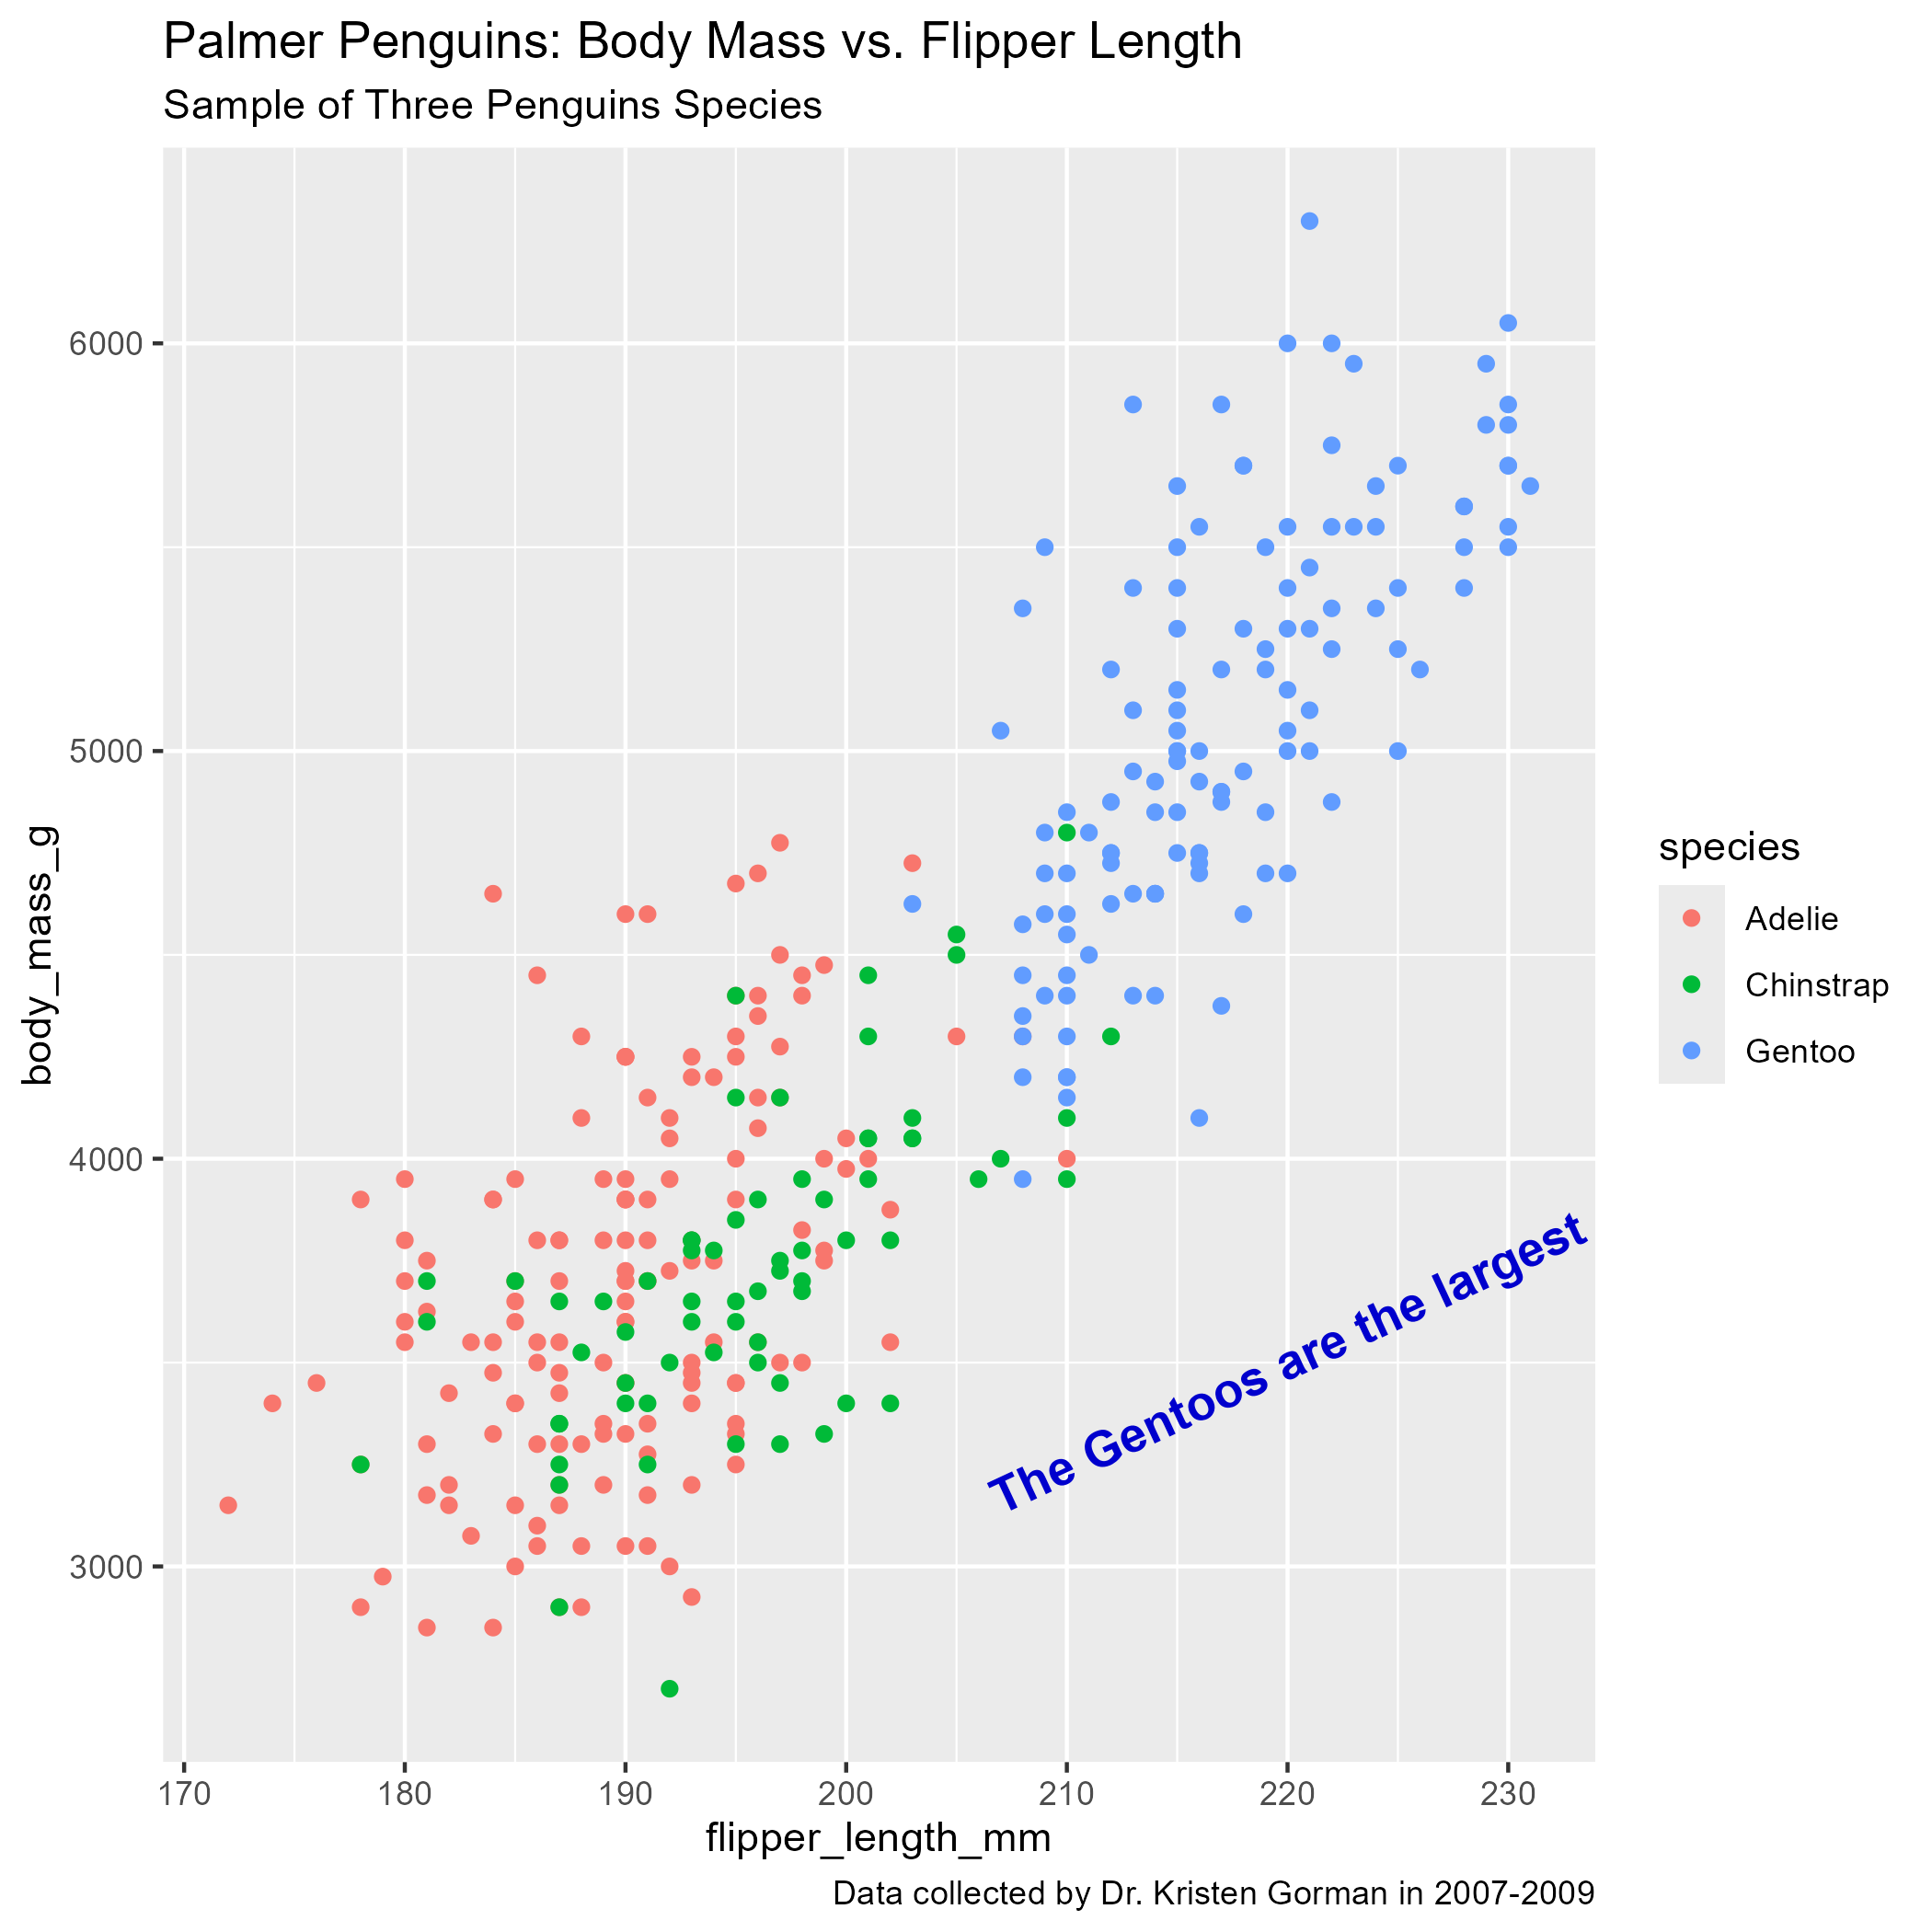 Palmer Penguins: Body Mass vs. Flipper Length
Sample of Three Penguins Species
6000
5000
4000
3000
body_mass_g
The Gentoos are the largest
170 180 190 200 210 220 230
flipper_length_mm
species
Adelie
Chinstrap
Gentoo
Data collected by Dr. Kristen Gorman in 2007-2009